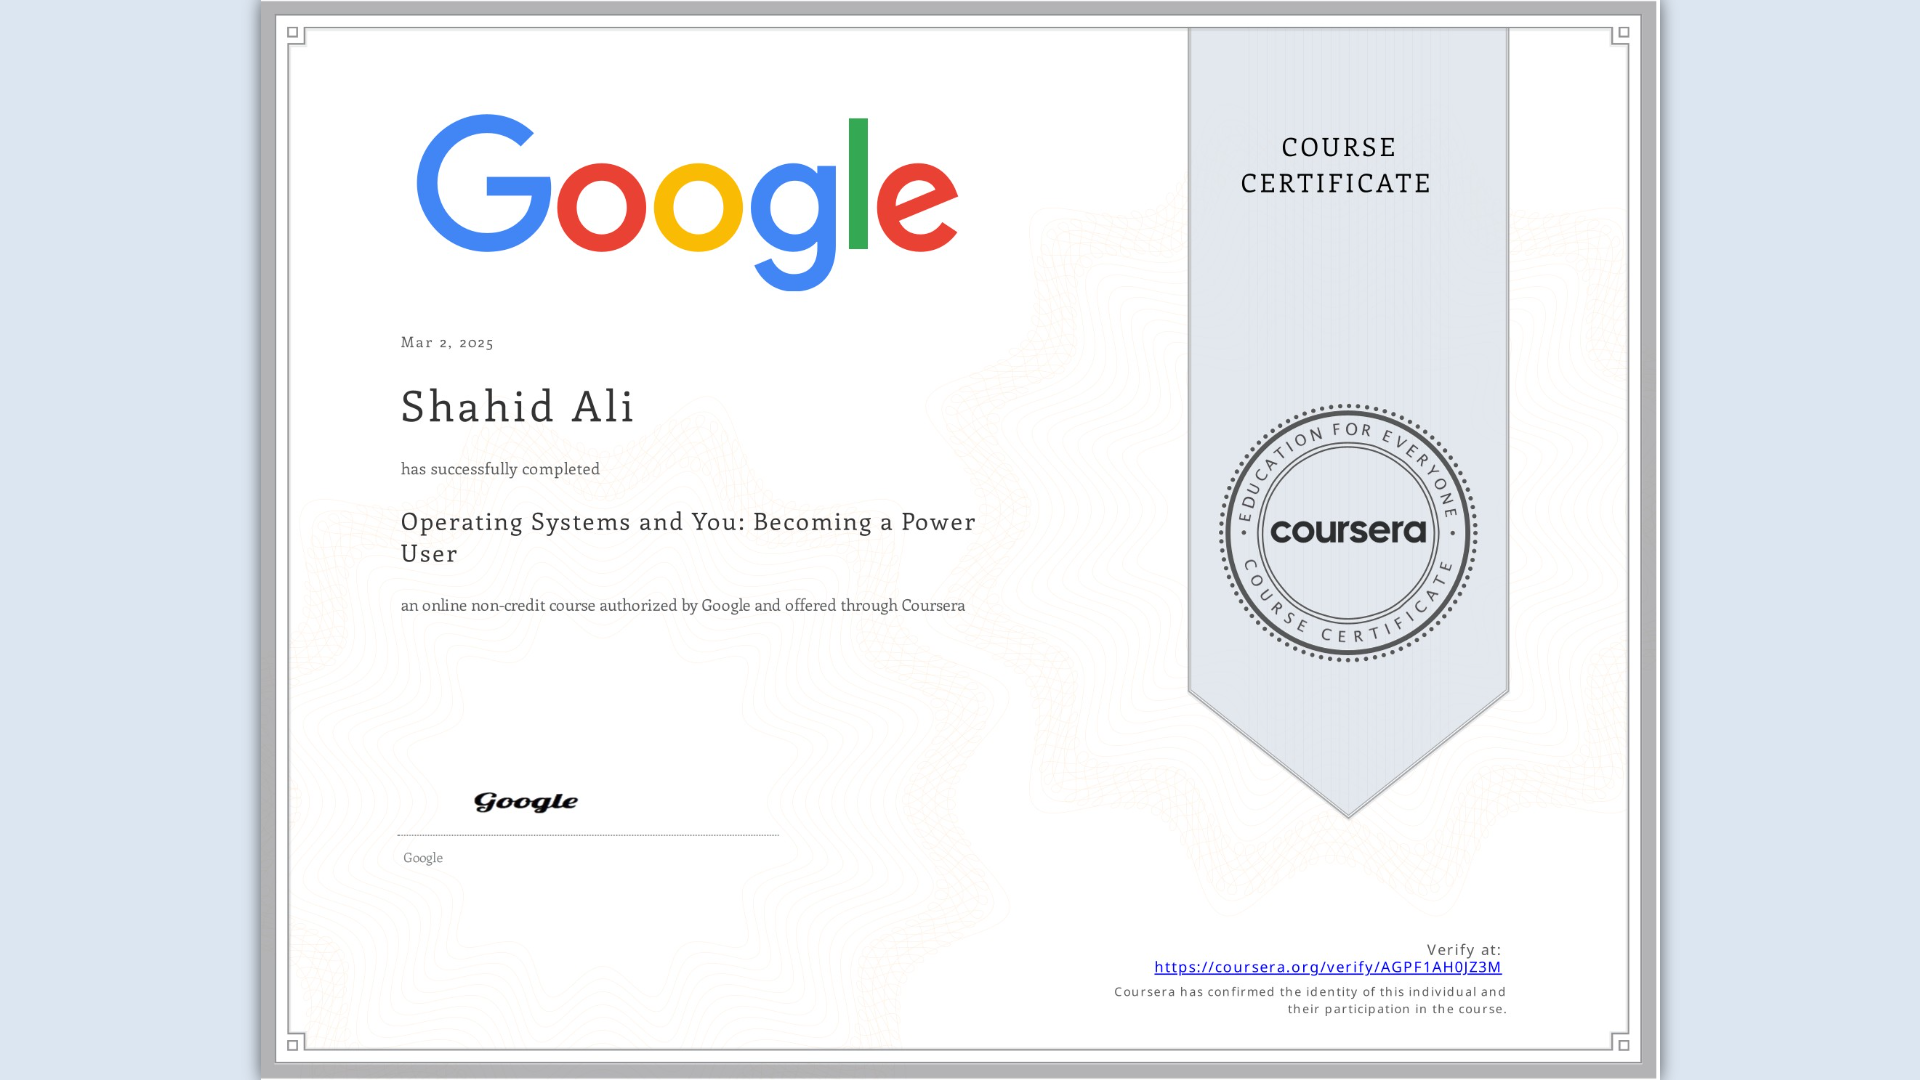 Google
COURSE
CERTIFICATE
Mar 2, 2025
Shahid Ali
has successfully completed
Operating Systems and You: Becoming a Power
User
an online non-credit course authorized by Google and offered through Coursera
EDUCATION FOR EVERYONE
coursera
COURSE CERTIFICATE
Google
Google
Verify at:
https://coursera.org/verify/AGPF1AH0JZ3M
Coursera has confirmed the identity of this individual and
their participation in the course.